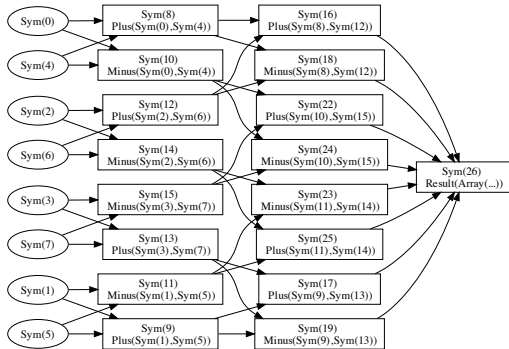 Sym(0)
Sym(4)
Sym(2)
Sym(6)
Sym(3)
Sym(7)
Sym(1)
Sym(5)
Sym(8)
Plus(Sym(0),Sym(4))
Sym(10)
Minus(Sym(0),Sym(4))
Sym(12)
Plus(Sym(2),Sym(6))
Sym(14)
Minus(Sym(2),Sym(6))
Sym(15)
Minus(Sym(3),Sym(7))
Sym(13)
Plus(Sym(3),Sym(7))
Sym(11)
Minus(Sym(1),Sym(5))
Sym(9)
Plus(Sym(1),Sym(5))
Sym(16)
Plus(Sym(8),Sym(12))
Sym(18)
Minus(Sym(8),Sym(12))
Sym(22)
Plus(Sym(10),Sym(15))
Sym(24)
Minus(Sym(10),Sym(15))
Sym(23)
Minus(Sym(11),Sym(14))
Sym(25)
Plus(Sym(11),Sym(14))
Sym(17)
Plus(Sym(9),Sym(13))
Sym(19)
Minus(Sym(9),Sym(13))
Sym(26)
Result(Array(...))